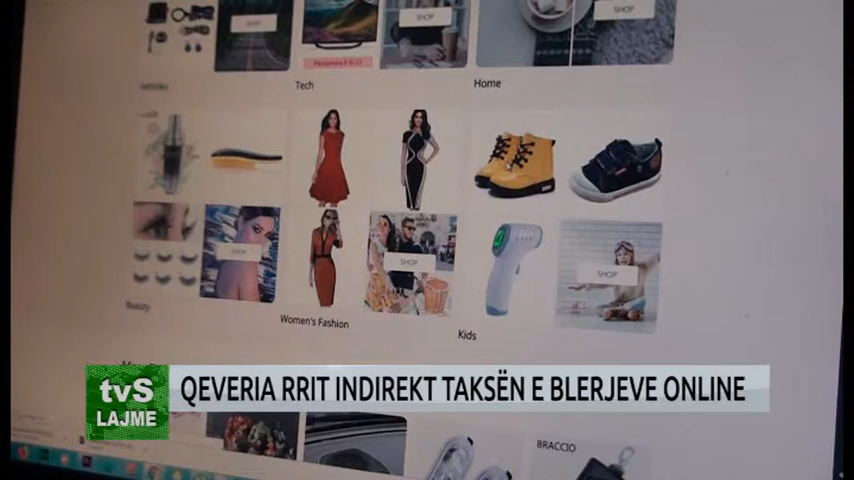 SHOP
SHOP
SHOP
Tech
Home
SHOP
SHOP
SHOP
Beauty
Women's Fashion
Kids
tvS
LAJME
QEVERIA RRIT INDIREKT TAKSËN E BLERJEVE ONLINE
BRACCIO